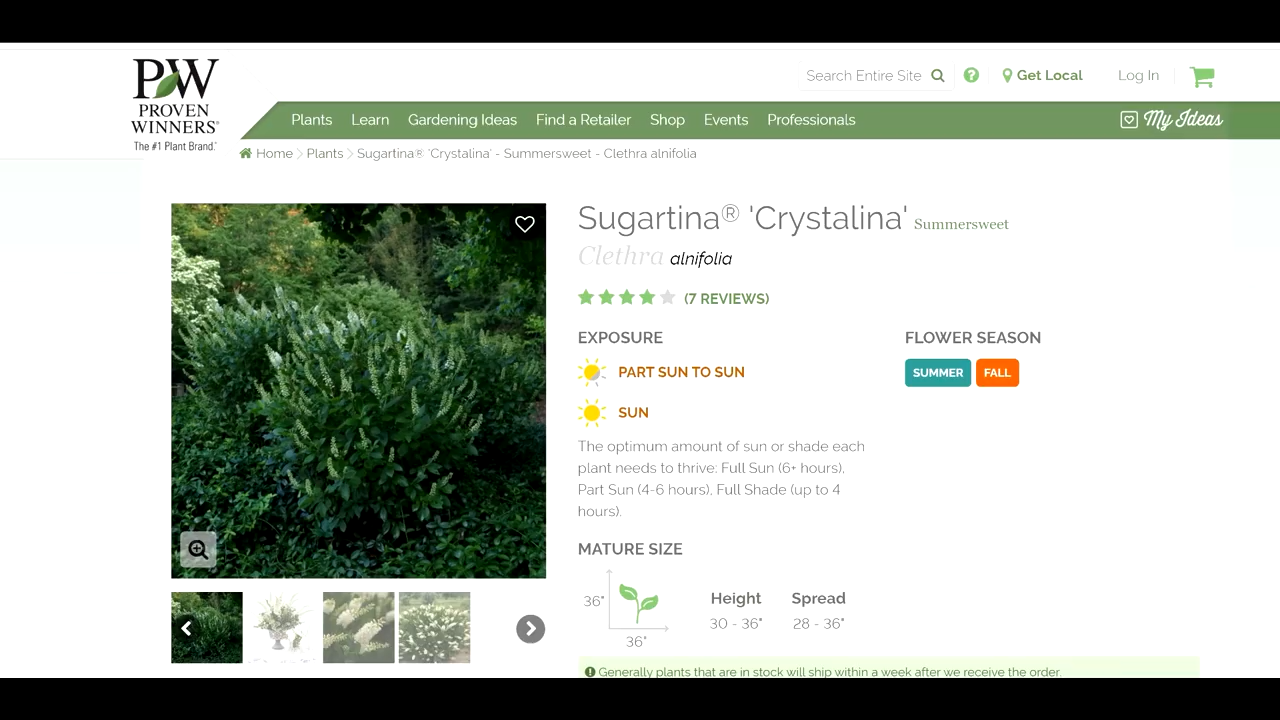 PW
PROVEN
WINNERS®
The #1 Plant Brand.®
Search Entire Site
Get Local
Log In
Plants
Learn
Gardening Ideas
Find a Retailer
Shop
Events
Professionals
My Ideas
Home
Plants
Sugartina® 'Crystalina' - Summersweet - Clethra alnifolia
Sugartina® 'Crystalina' Summersweet
Clethra alnifolia
(7 REVIEWS)
EXPOSURE
PART SUN TO SUN
SUN
The optimum amount of sun or shade each
plant needs to thrive: Full Sun (6+ hours),
Part Sun (4-6 hours), Full Shade (up to 4
hours).
FLOWER SEASON
SUMMER
FALL
MATURE SIZE
36"
36"
Height
30 - 36"
Spread
28 - 36"
Generally plants that are in stock will ship within a week after we receive the order.